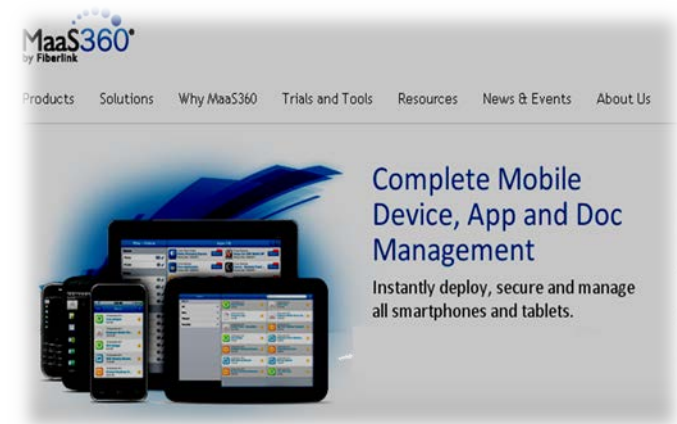 MaaS360
by Fiberlink
Products Solutions Why MaaS360 Trials and Tools Resources News & Events About Us
Complete Mobile
Device, App and Doc
Management
Instantly deploy, secure and manage
all smartphones and tablets.